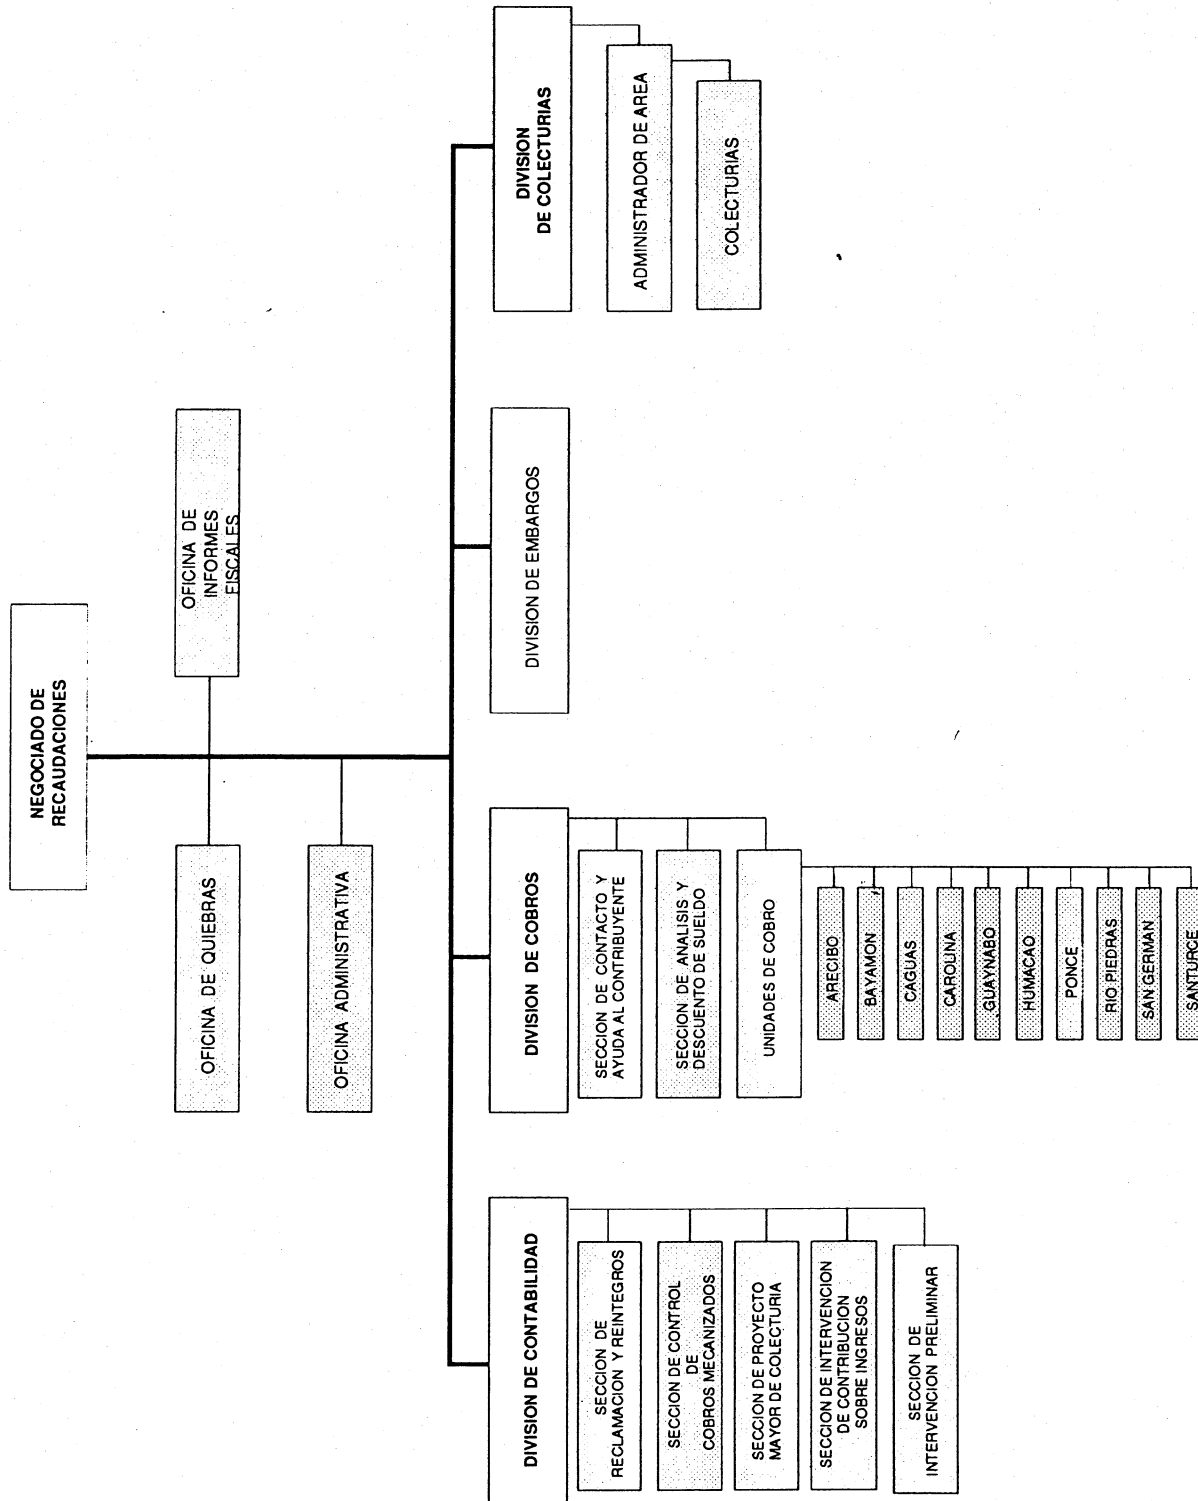 NEGOCIADO DE
RECAUDACIONES
OFICINA DE QUIEBRAS
OFICINA DE
INFORMES
FISCALES
OFICINA ADMINISTRATIVA
DIVISION DE CONTABILIDAD
SECCION DE
RECLAMACION Y REINTEGROS
SECCION DE CONTROL
DE
COBROS MECANIZADOS
SECCION DE PROYECTO
MAYOR DE COLECTURIA
SECCION DE INTERVENCION
DE CONTRIBUCION
SOBRE INGRESOS
SECCION DE
INTERVENCION PRELIMINAR
DIVISION DE COBROS
SECCION DE CONTACTO Y
AYUDA AL CONTRIBUYENTE
SECCION DE ANALISIS Y
DESCUENTO DE SUELDO
UNIDADES DE COBRO
ARECIBO
BAYAMON
CAGUAS
CAROLINA
GUAYNABO
HUMACAO
PONCE
RIO PIEDRAS
SAN GERMAN
SANTURCE
DIVISION DE EMBARGOS
DIVISION
DE COLECTURIAS
ADMINISTRADOR DE AREA
COLECTURIAS